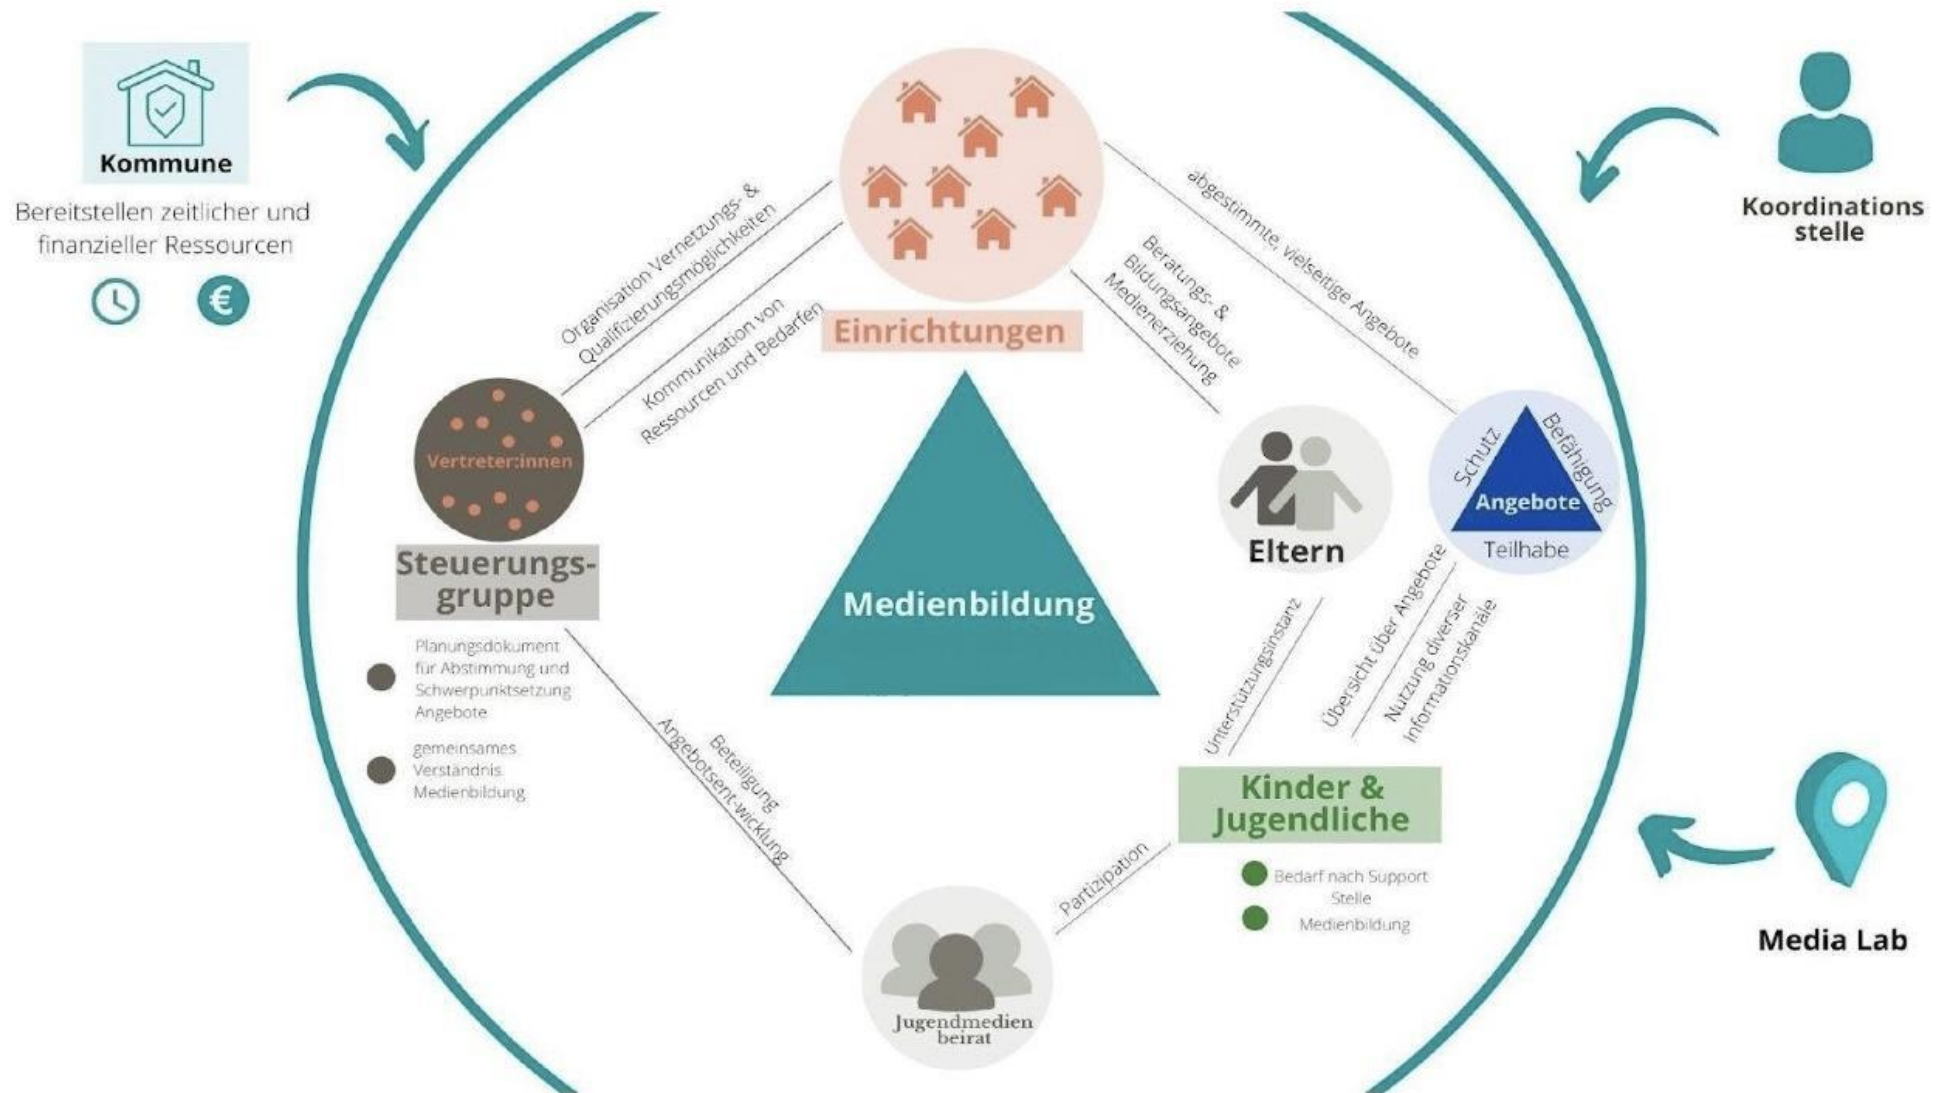 Kommune
Bereitstellen zeitlicher und
finanzieller Ressourcen
€
Koordinations
stelle
Organisation Vernetzungs- &
Qualifizierungsmöglichkeiten
Kommunikation von
Ressourcen und Bedarfen
Einrichtungen
abgestimmte, vielseitige Angebote
Beratungs- &
Bildungsangebote
Medienerziehung
Vertreter:innen
Steuerungs-
gruppe
Planungsdokument
für Abstimmung und
Schwerpunktsetzung
Angebote
gemeinsames
Verständnis
Medienbildung
Medienbildung
Eltern
Schutz
Befähigung
Angebote
Teilhabe
Unterstützungsinstanz
Übersicht über Angebote
Nutzung diverser
Informationskanäle
Beteiligung
Angebotsent-wicklung
Kinder &
Jugendliche
Bedarf nach Support
Stelle
Medienbildung
Partizipation
Jugendmedien
beirat
Media Lab